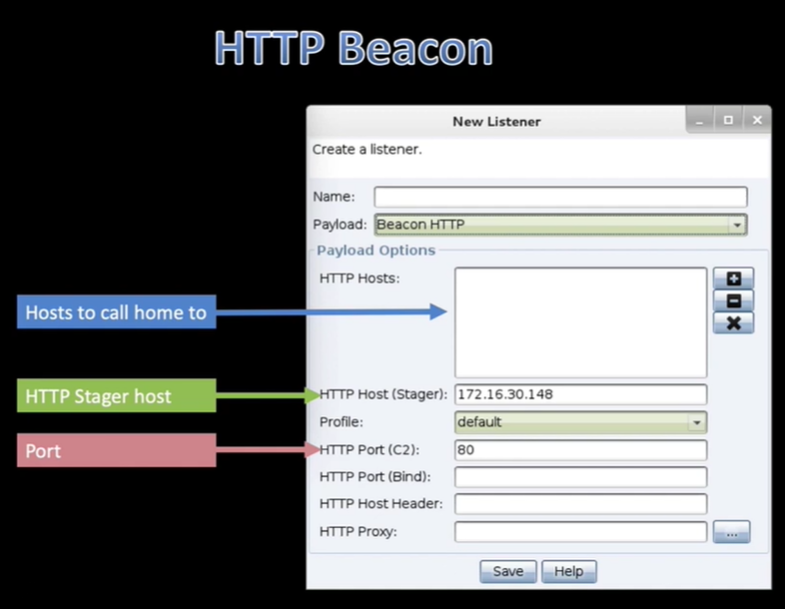 HTTP Beacon
New Listener
Create a listener.
Name:
Payload: Beacon HTTP
Payload Options
HTTP Hosts:
Hosts to call home to
HTTP Stager host
HTTP Host (Stager): 172.16.30.148
Profile: default
Port
HTTP Port (C2): 80
HTTP Port (Bind):
HTTP Host Header:
HTTP Proxy: ...
Save Help